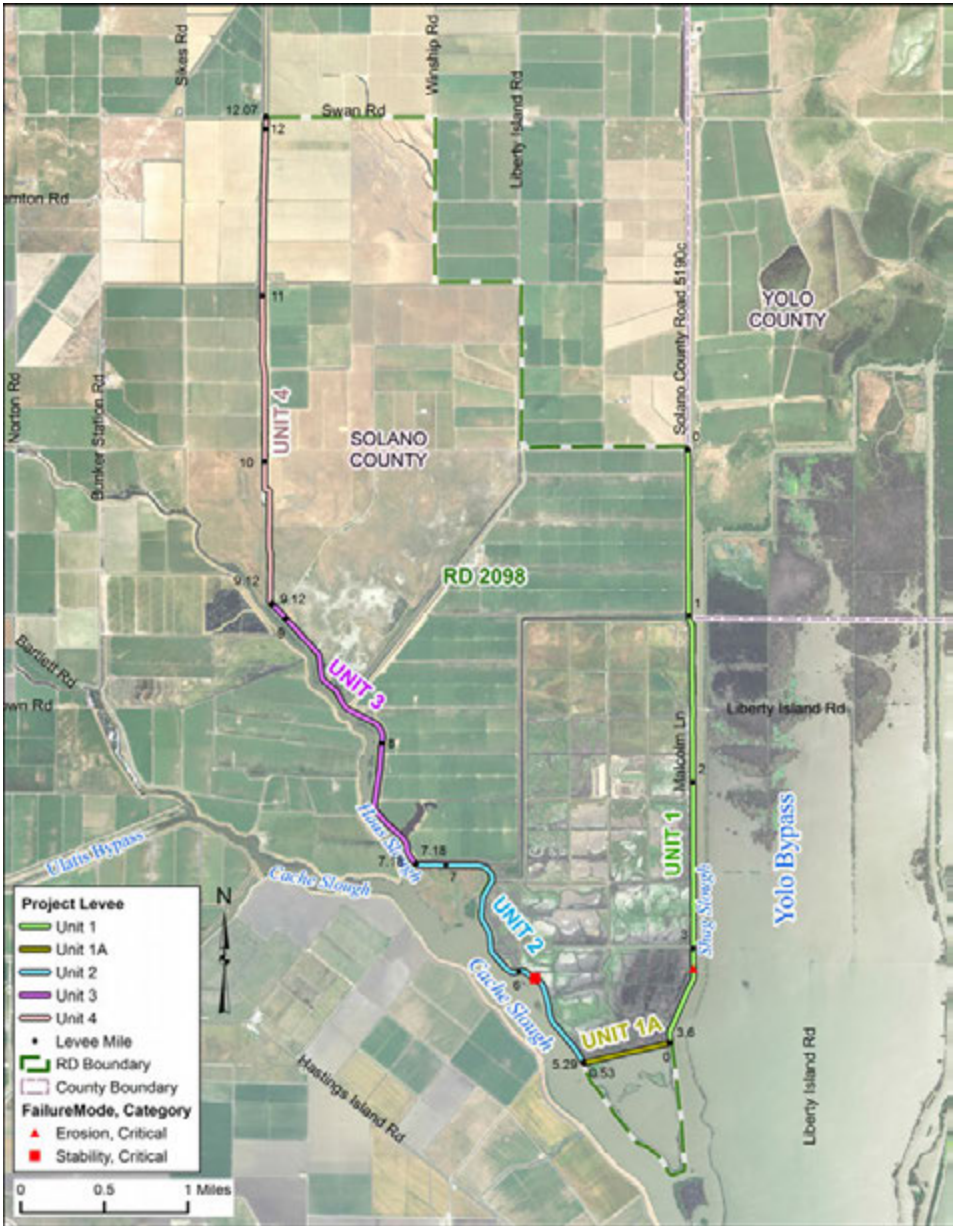 Sikes Rd
Winship Rd
Liberty Island Rd
12.07
Swan Rd
12
Solano County Road 5190c
YOLO
COUNTY
11
Norton Rd
Bunker Station Rd
UNIT 4
SOLANO
COUNTY
0
10
RD 2098
9.12
9.12
9
1
Bartlett Rd
UNIT 3
own Rd
Liberty Island Rd
8
Malcolm Ln
2
UNIT 1
Yolo Bypass
Ulatis Bypass
Haas Slough
7.18
7.18
7
Cache Slough
UNIT 2
Shag Slough
3
6
Cache Slough
UNIT 1A
3.6
0
5.29
0.53
Hastings Island Rd
Liberty Island Rd
N
Project Levee
Unit 1
Unit 1A
Unit 2
Unit 3
Unit 4
Levee Mile
RD Boundary
County Boundary
FailureMode, Category
Erosion, Critical
Stability, Critical
0 0.5 1 Miles